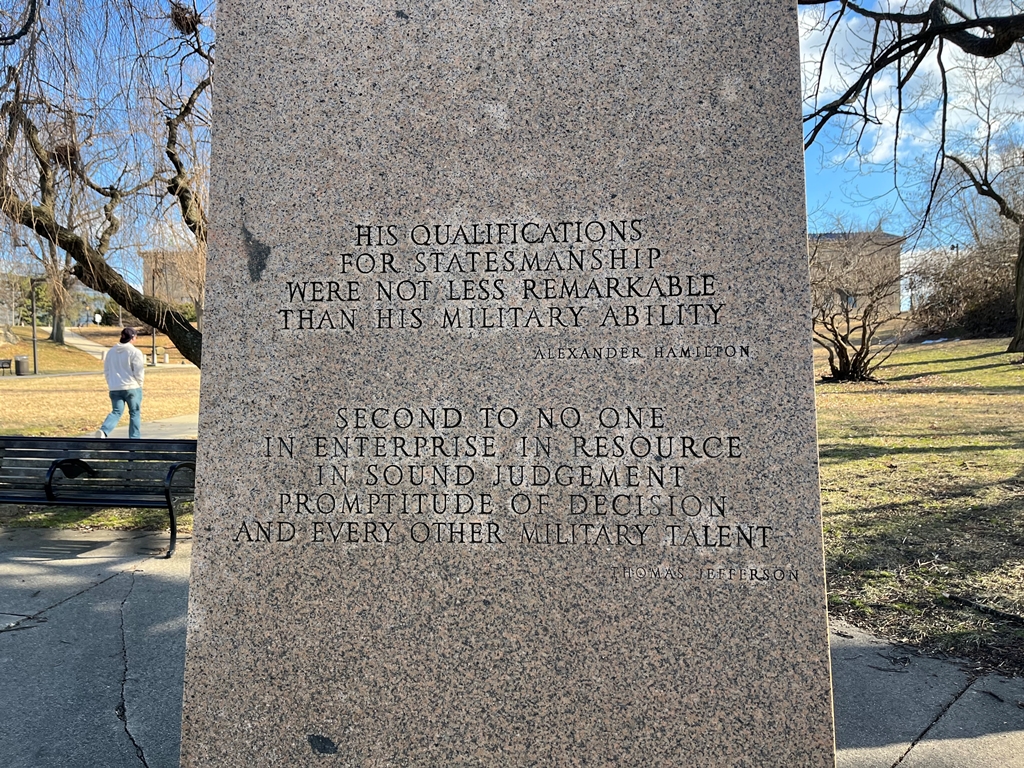 HIS QUALIFICATIONS
FOR STATESMANSHIP
WERE NOT LESS REMARKABLE
THAN HIS MILITARY ABILITY
ALEXANDER HAMILTON
SECOND TO NO ONE
IN ENTERPRISE IN RESOURCE
IN SOUND JUDGEMENT
PROMPTITUDE OF DECISION
AND EVERY OTHER MILITARY TALENT
THOMAS JEFFERSON